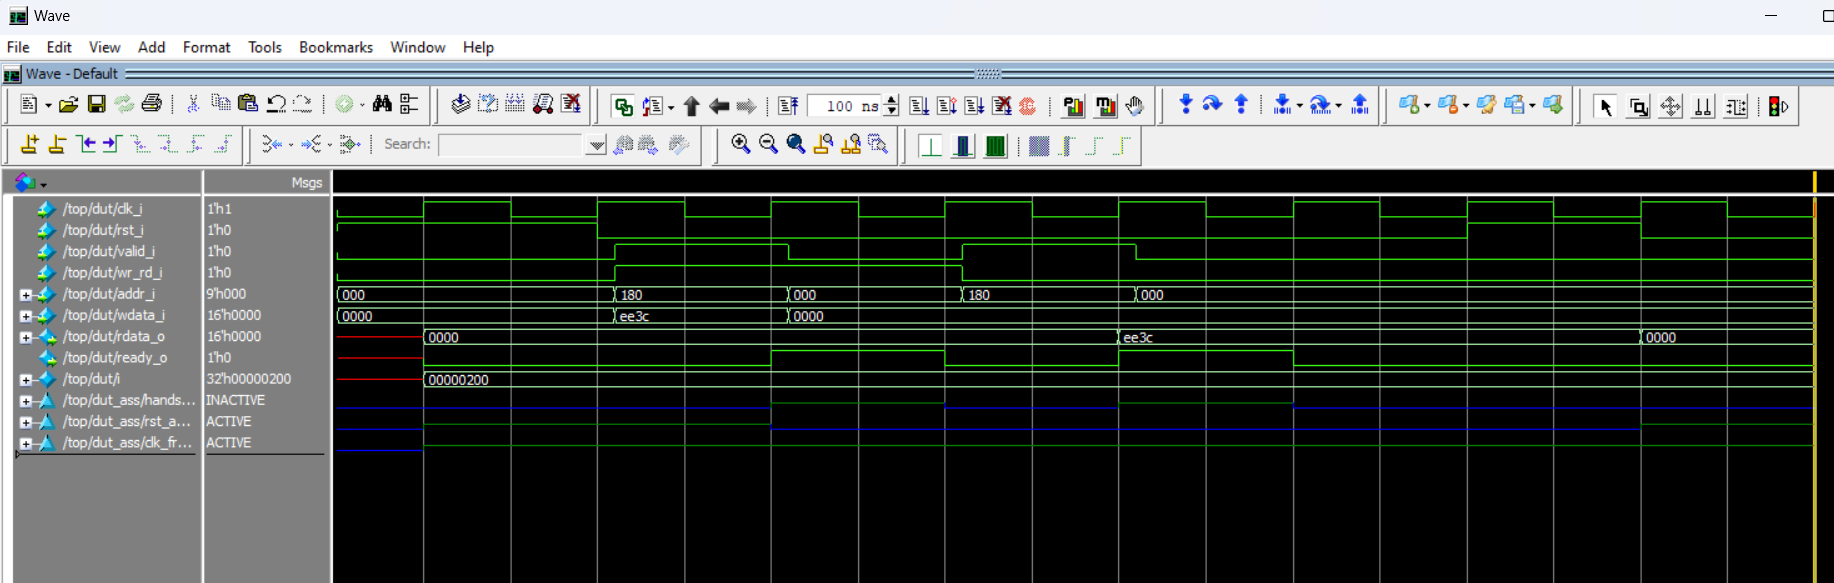 Wave
File Edit View Add Format Tools Bookmarks Window Help
Wave - Default
100 ns
Search:
Msgs
/top/dut/clk_i 1'h1
/top/dut/rst_i 1'h0
/top/dut/valid_i 1'h0
/top/dut/wr_rd_i 1'h0
/top/dut/addr_i 9'h000 000 180 000 180 000
/top/dut/wdata_i 16'h0000 0000 ee3c 0000
/top/dut/rdata_o 16'h0000 0000 ee3c 0000
/top/dut/ready_o 1'h0
/top/dut/i 32'h00000200 00000200
/top/dut_ass/hands... INACTIVE
/top/dut_ass/rst_a... ACTIVE
/top/dut_ass/clk_fr... ACTIVE